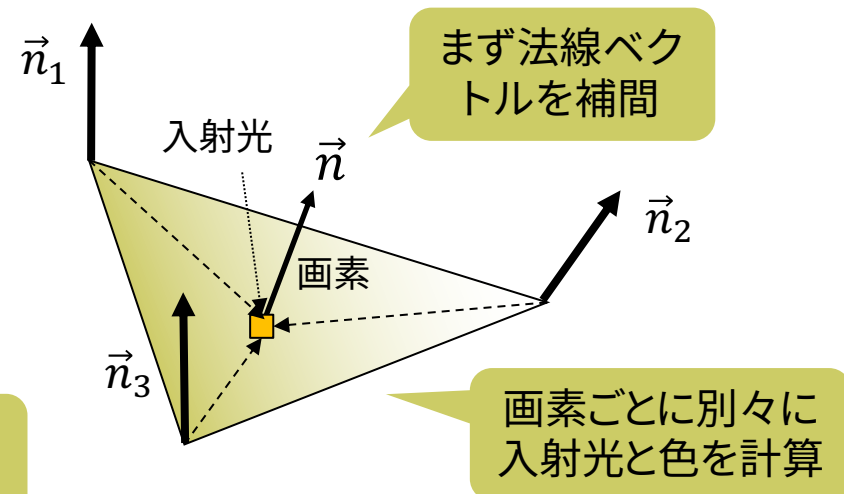 まず法線ベク
トルを補間
n⃗₁
入射光
n⃗
n⃗₂
画素
n⃗₃
画素ごとに別々に
入射光と色を計算